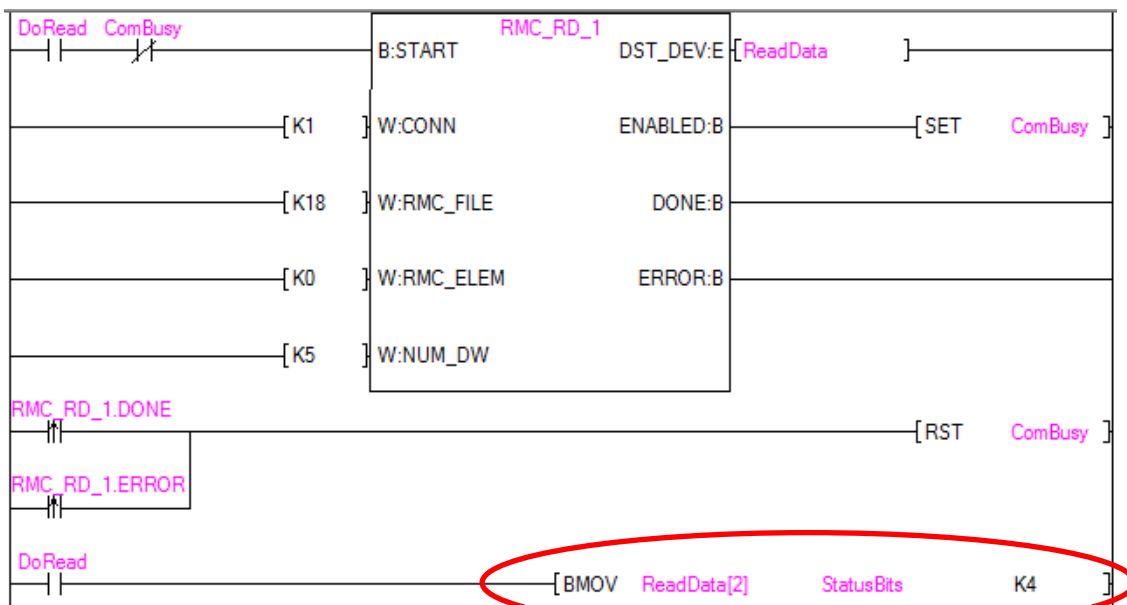 DoRead ComBusy RMC_RD_1
B:START DST_DEV:E [ReadData ]
[K1 ] W:CONN ENABLED:B [SET ComBusy ]
[K18 ] W:RMC_FILE DONE:B
[K0 ] W:RMC_ELEM ERROR:B
[K5 ] W:NUM_DW
RMC_RD_1.DONE
[RST ComBusy ]
RMC_RD_1.ERROR
DoRead
[BMOV ReadData[2] StatusBits K4 ]